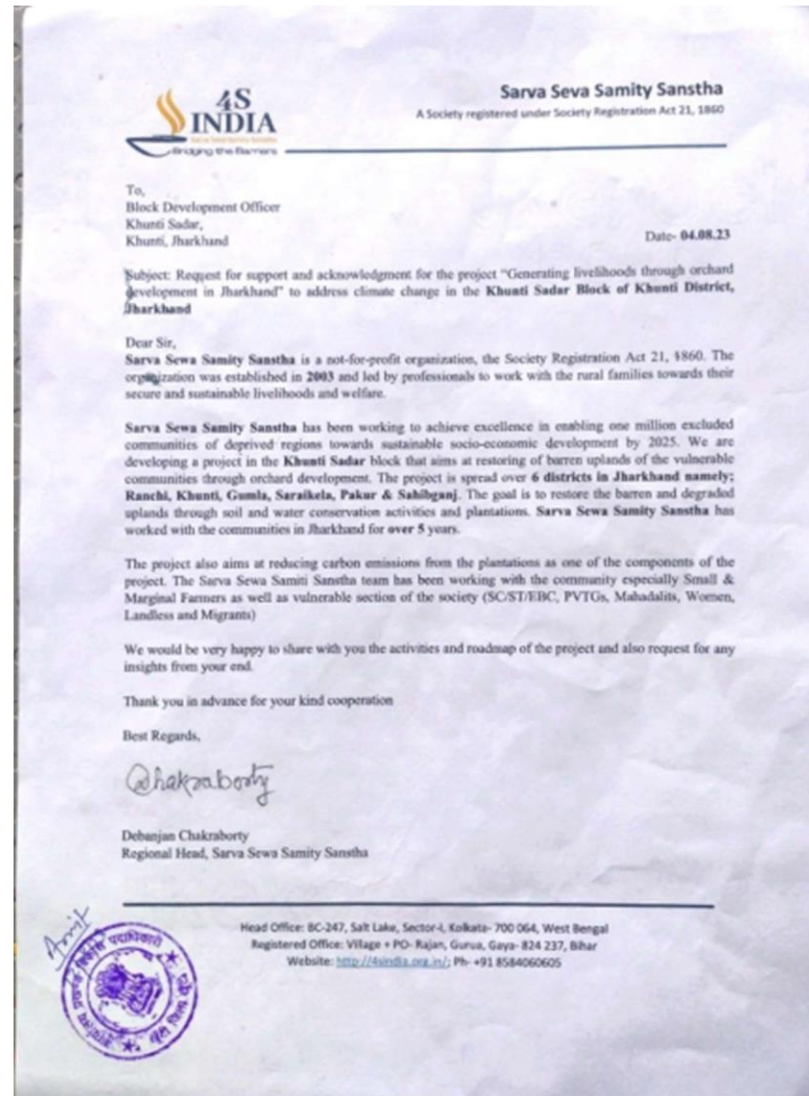 4S
INDIA
Bridging the Barriers
Sarva Seva Samity Sanstha
A Society registered under Society Registration Act 21, 1860
To,
Block Development Officer
Khunti Sadar,
Khunti, Jharkhand
Date- 04.08.23
Subject: Request for support and acknowledgment for the project “Generating livelihoods through orchard
development in Jharkhand” to address climate change in the Khunti Sadar Block of Khunti District,
Jharkhand
Dear Sir,
Sarva Sewa Samity Sanstha is a not-for-profit organization, the Society Registration Act 21, 1860. The
organization was established in 2003 and led by professionals to work with the rural families towards their
secure and sustainable livelihoods and welfare.
Sarva Sewa Samity Sanstha has been working to achieve excellence in enabling one million excluded
communities of deprived regions towards sustainable socio-economic development by 2025. We are
developing a project in the Khunti Sadar block that aims at restoring of barren uplands of the vulnerable
communities through orchard development. The project is spread over 6 districts in Jharkhand namely;
Ranchi, Khunti, Gumla, Saraikela, Pakur & Sahibganj. The goal is to restore the barren and degraded
uplands through soil and water conservation activities and plantations. Sarva Sewa Samity Sanstha has
worked with the communities in Jharkhand for over 5 years.
The project also aims at reducing carbon emissions from the plantations as one of the components of the
project. The Sarva Sewa Samiti Sanstha team has been working with the community especially Small &
Marginal Farmers as well as vulnerable section of the society (SC/ST/EBC, PVTGs, Mahadalits, Women,
Landless and Migrants)
We would be very happy to share with you the activities and roadmap of the project and also request for any
insights from your end.
Thank you in advance for your kind cooperation
Best Regards,
Chakraborty
Debanjan Chakraborty
Regional Head, Sarva Sewa Samity Sanstha
Head Office: BC-247, Salt Lake, Sector-I, Kolkata- 700 064, West Bengal
Registered Office: Village + PO- Rajan, Gurua, Gaya- 824 237, Bihar
Website: http://4sindia.org.in/; Ph- +91 8584060605
पदाधिकारी